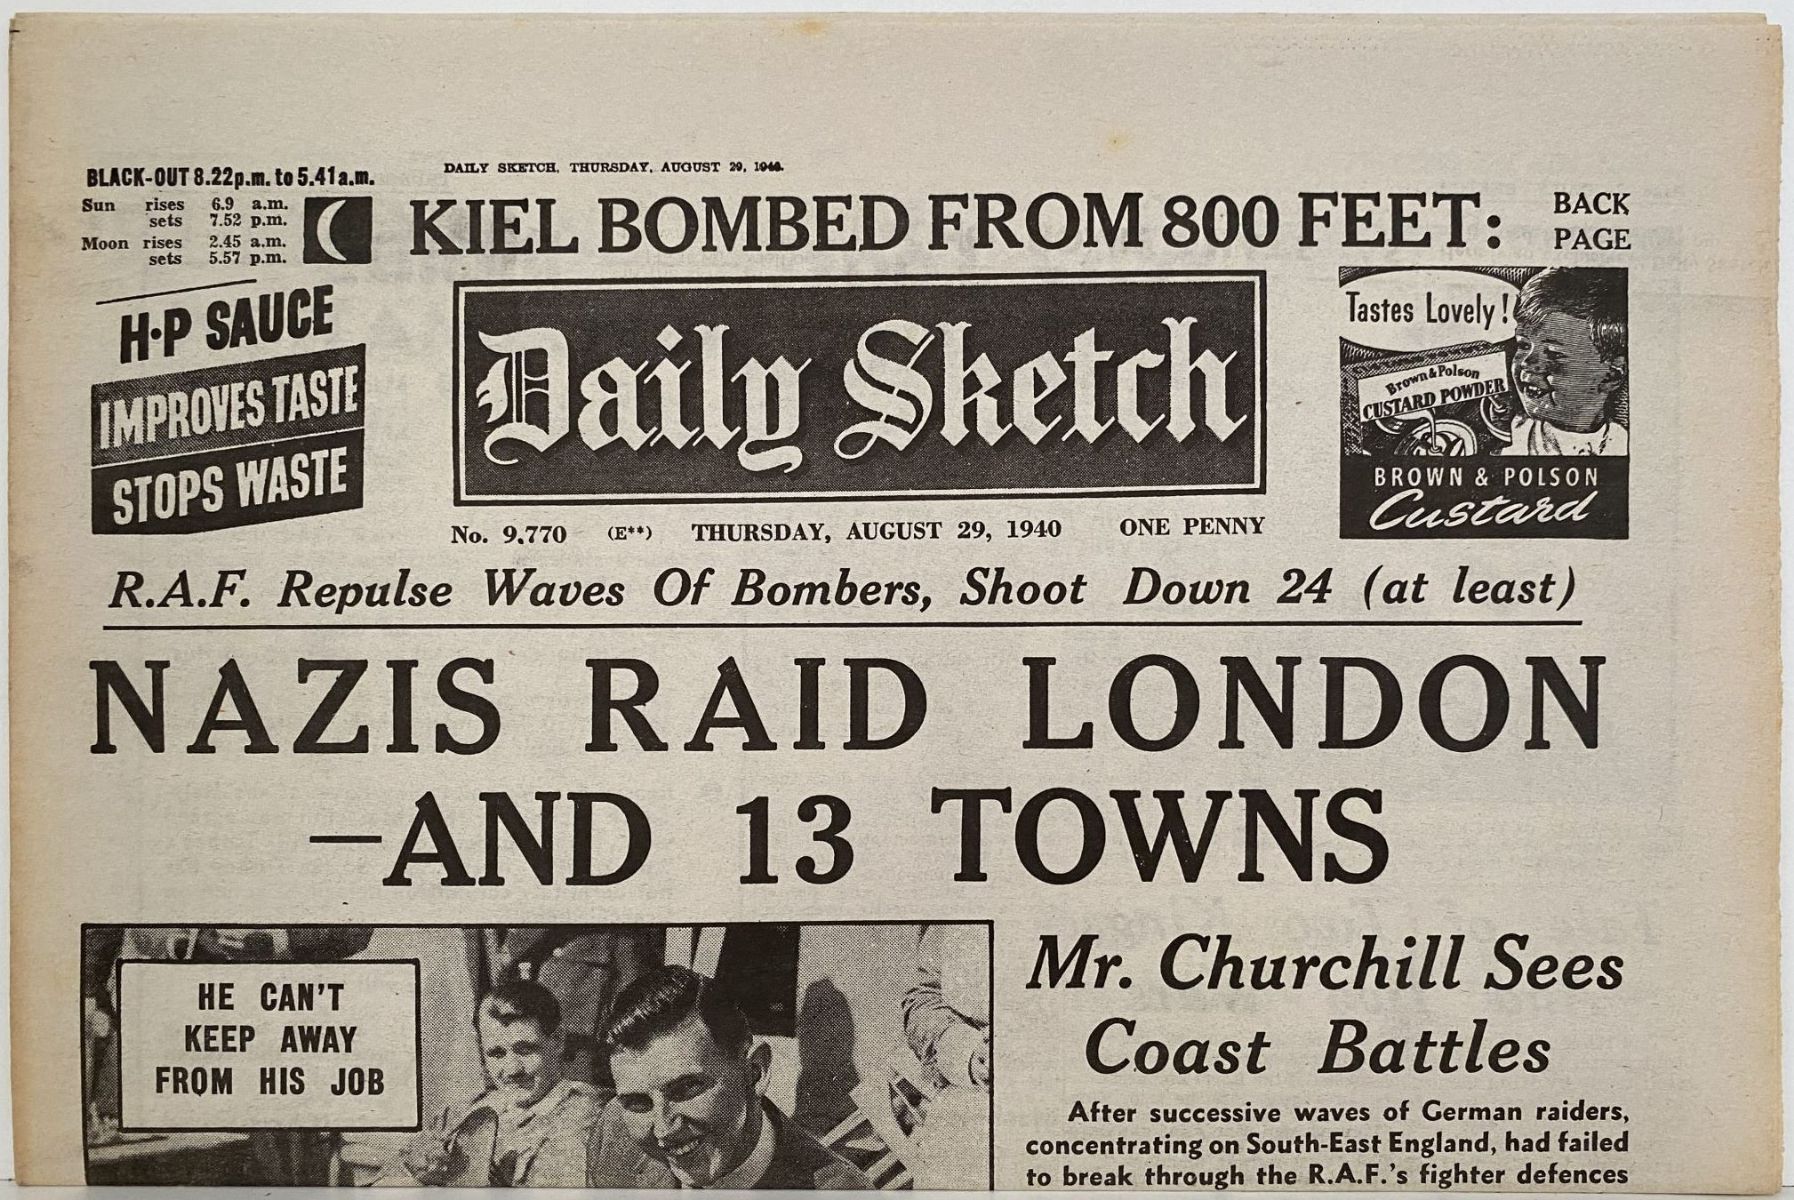 DAILY SKETCH, THURSDAY, AUGUST 29, 1940.
BLACK-OUT 8.22p.m. to 5.41a.m.
Sun rises 6.9 a.m.
sets 7.52 p.m.
Moon rises 2.45 a.m.
sets 5.57 p.m.
KIEL BOMBED FROM 800 FEET:
BACK
PAGE
H·P SAUCE
IMPROVES TASTE
STOPS WASTE
Daily Sketch
Tastes Lovely!
Brown & Polson
CUSTARD POWDER
BROWN & POLSON
Custard
No. 9,770 (E**) THURSDAY, AUGUST 29, 1940 ONE PENNY
R.A.F. Repulse Waves Of Bombers, Shoot Down 24 (at least)
NAZIS RAID LONDON
—AND 13 TOWNS
HE CAN'T
KEEP AWAY
FROM HIS JOB
Mr. Churchill Sees
Coast Battles
After successive waves of German raiders,
concentrating on South-East England, had failed
to break through the R.A.F.'s fighter defences